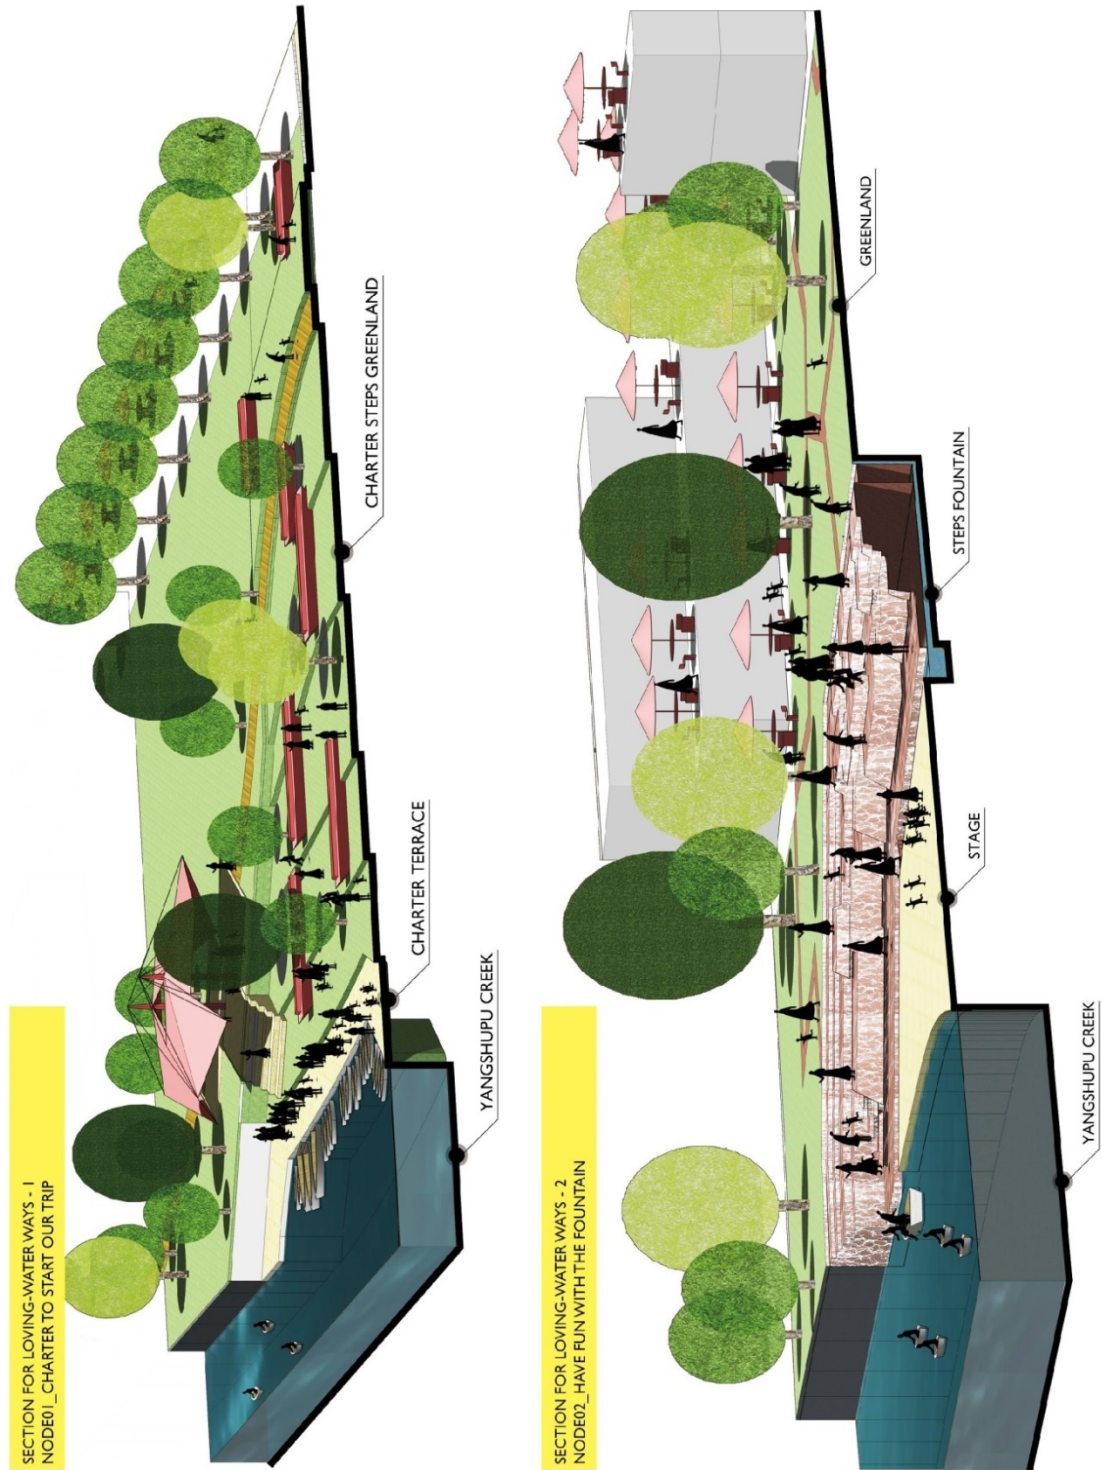 SECTION FOR LOVING-WATER WAYS - 1
NODE01_CHARTER TO START OUR TRIP
YANGSHUPU CREEK
CHARTER TERRACE
CHARTER STEPS GREENLAND
SECTION FOR LOVING-WATER WAYS - 2
NODE02_HAVE FUN WITH THE FOUNTAIN
YANGSHUPU CREEK
STAGE
STEPS FOUNTAIN
GREENLAND